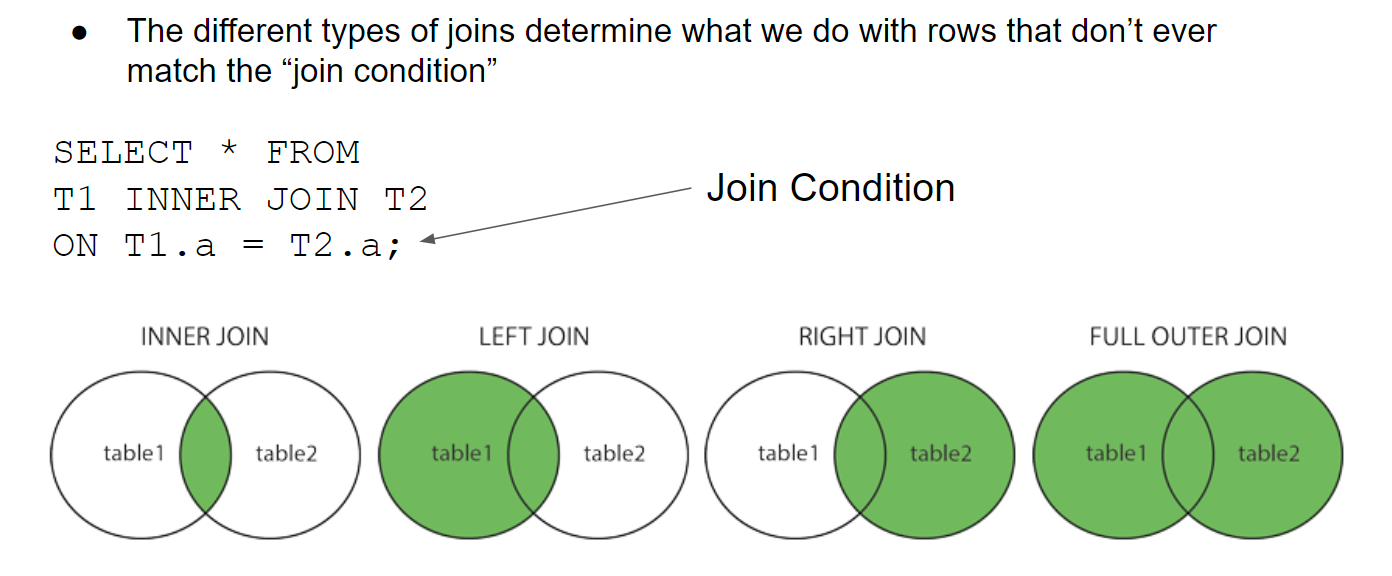 ● The different types of joins determine what we do with rows that don’t ever
match the “join condition”
SELECT * FROM
T1 INNER JOIN T2
ON T1.a = T2.a;
Join Condition
INNER JOIN
LEFT JOIN
RIGHT JOIN
FULL OUTER JOIN
table1
table2
table1
table2
table1
table2
table1
table2